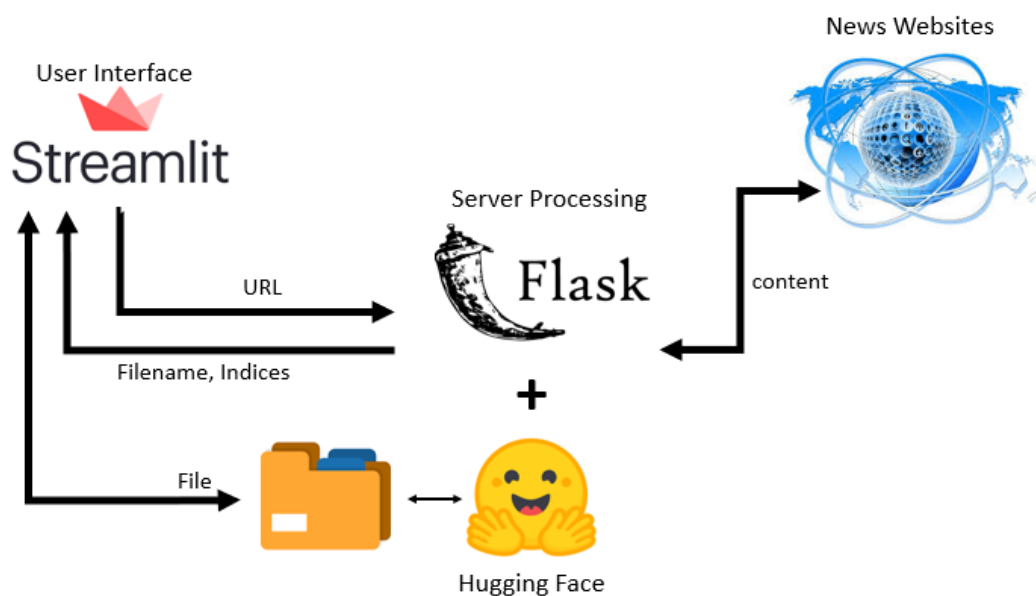 News Websites
User Interface
Streamlit
Server Processing
Flask
URL
content
Filename, Indices
+
File
Hugging Face